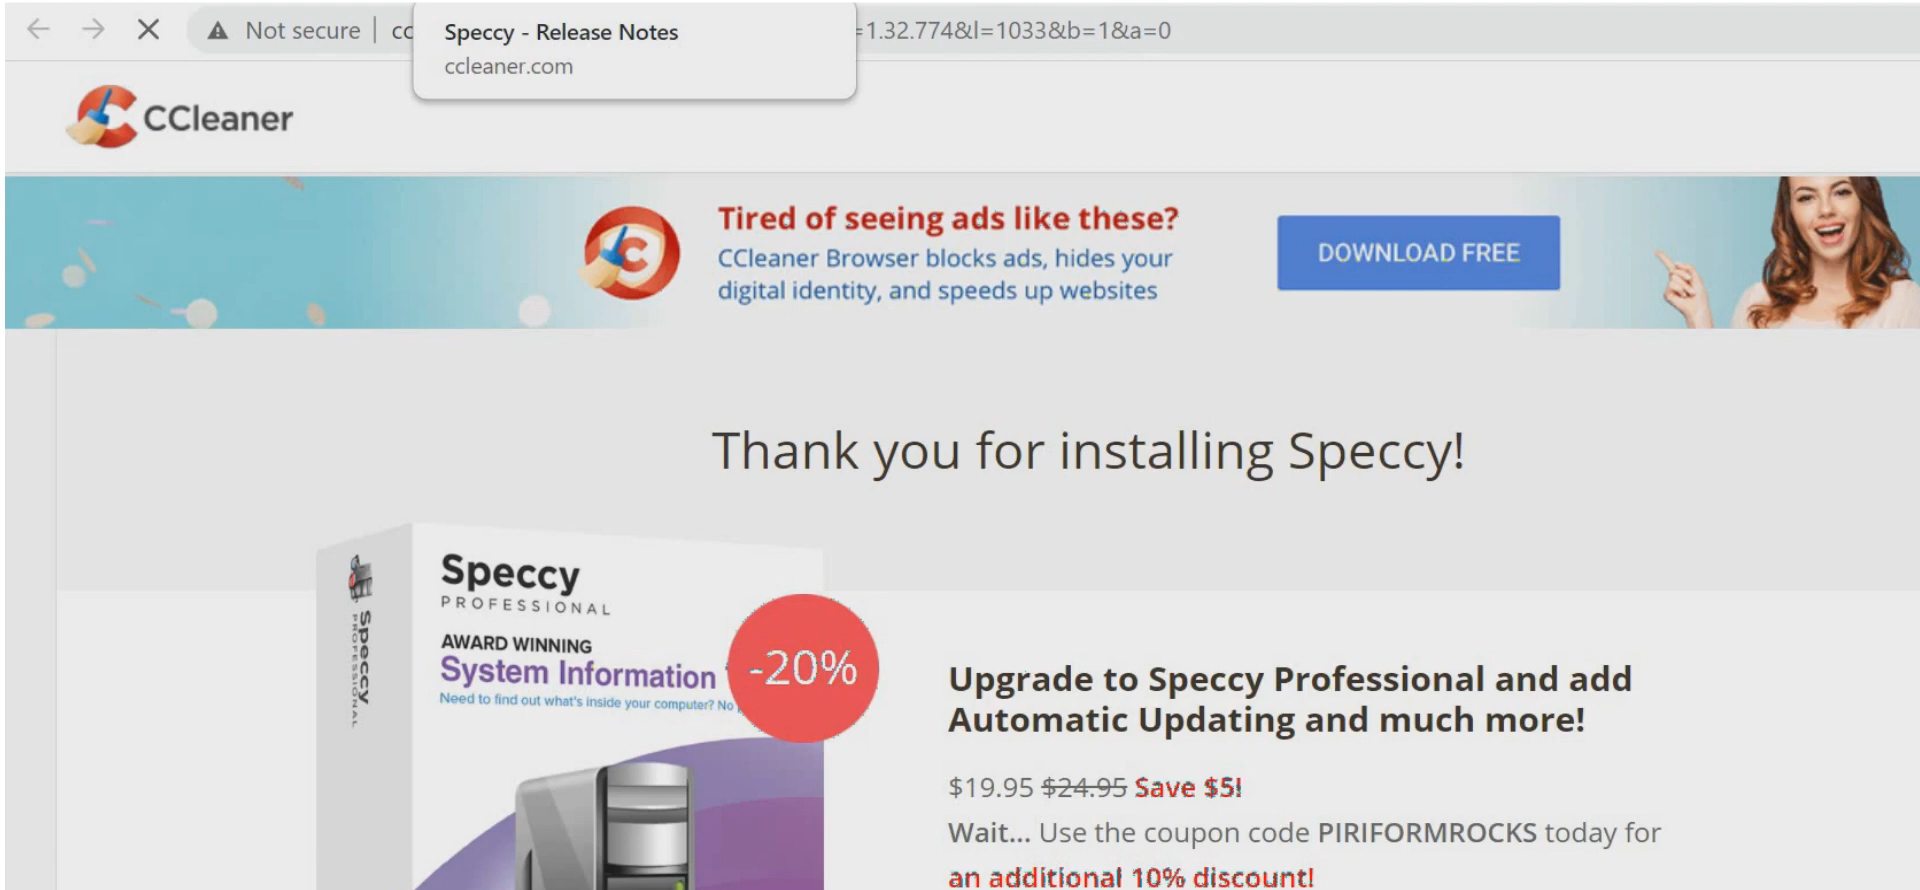 Not secure
Speccy - Release Notes
ccleaner.com
=1.32.774&l=1033&b=1&a=0
CCleaner
Tired of seeing ads like these?
CCleaner Browser blocks ads, hides your
digital identity, and speeds up websites
DOWNLOAD FREE
Thank you for installing Speccy!
Speccy
PROFESSIONAL
Speccy
PROFESSIONAL
AWARD WINNING
System Information
Need to find out what's inside your computer? No
-20%
Upgrade to Speccy Professional and add
Automatic Updating and much more!
$19.95 $24.95 Save $5!
Wait... Use the coupon code PIRIFORMROCKS today for
an additional 10% discount!